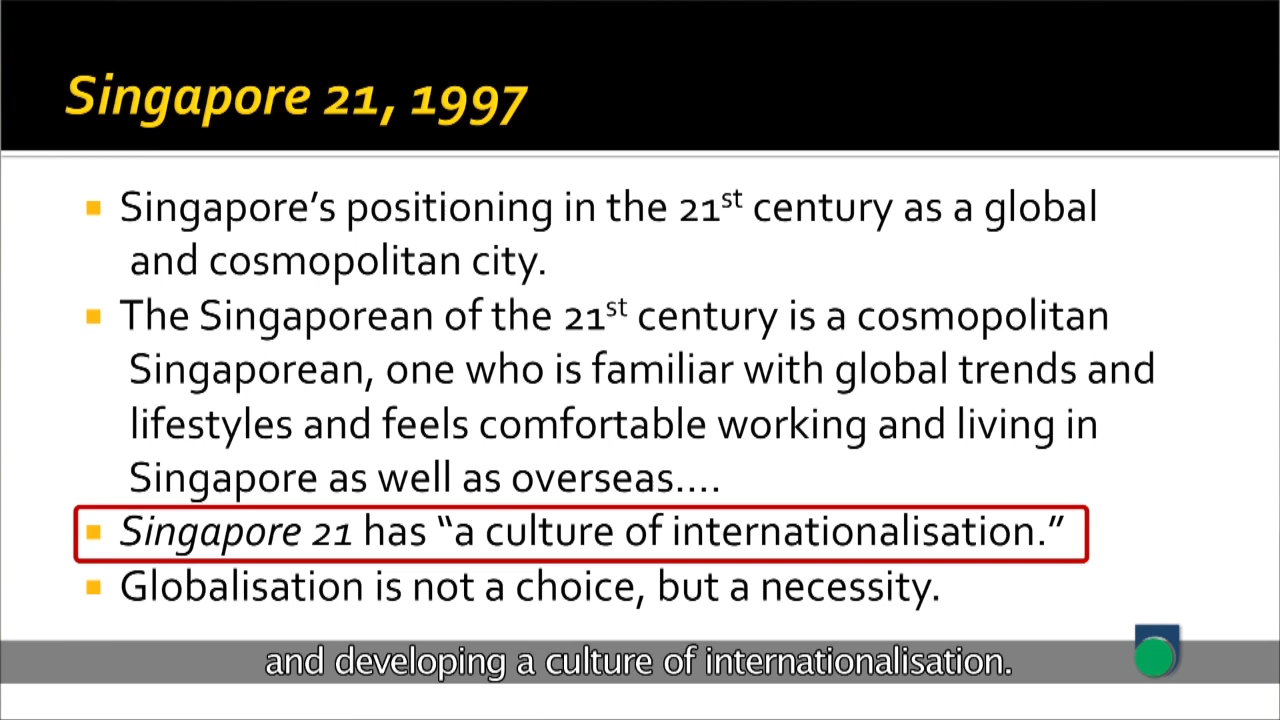 Singapore 21, 1997
Singapore’s positioning in the 21st century as a global
and cosmopolitan city.
The Singaporean of the 21st century is a cosmopolitan
Singaporean, one who is familiar with global trends and
lifestyles and feels comfortable working and living in
Singapore as well as overseas....
Singapore 21 has “a culture of internationalisation.”
Globalisation is not a choice, but a necessity.
and developing a culture of internationalisation.